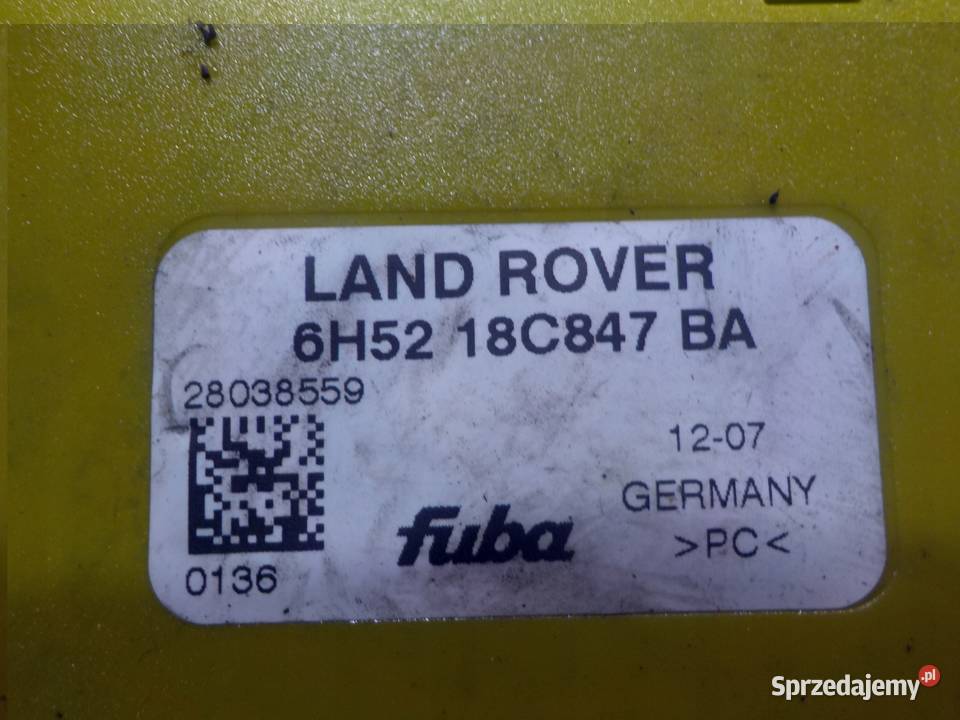 LAND ROVER
6H52 18C847 BA
28038559
12-07
GERMANY
fuba
>PC<
0136
Sprzedajemy.pl